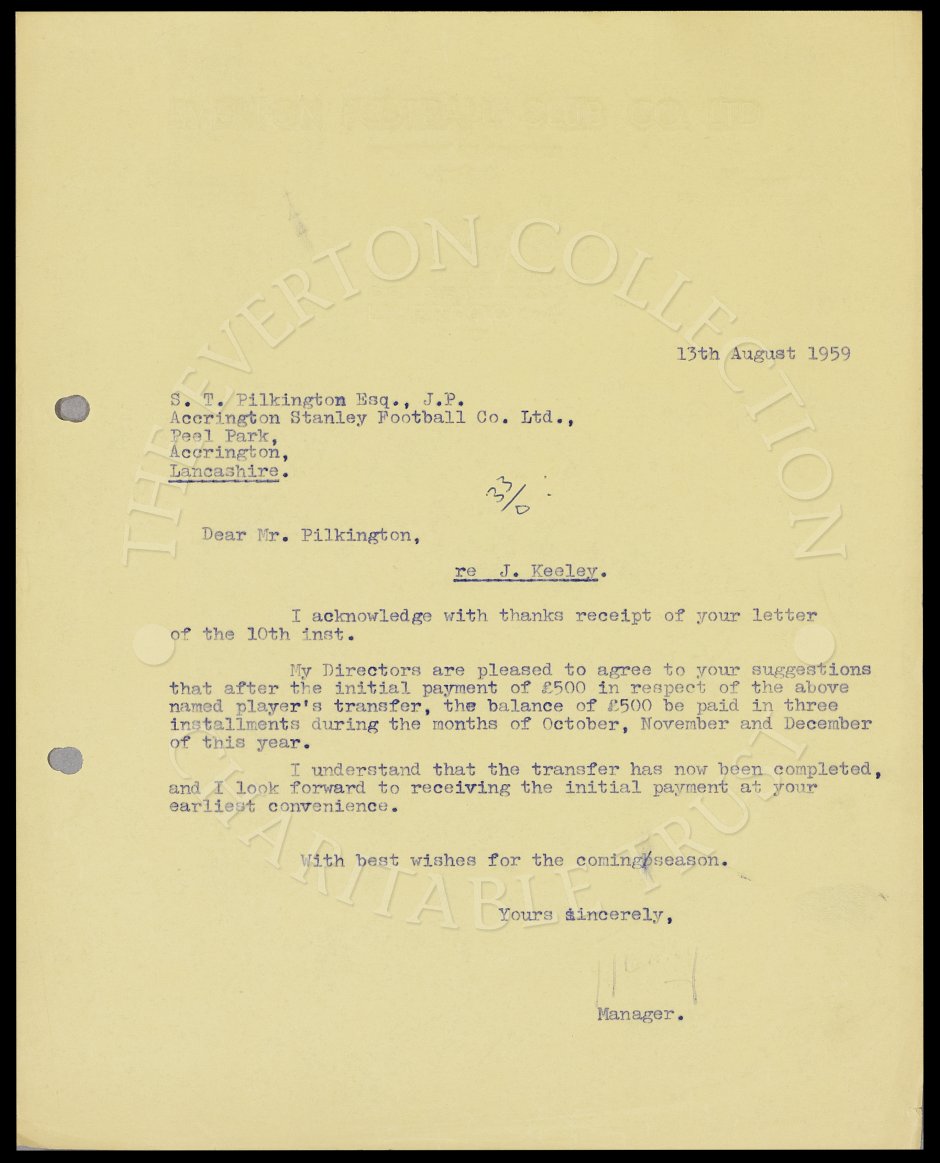 THE EVERTON COLLECTION
13th August 1959
S. T. Pilkington Esq., J.P.
Accrington Stanley Football Co. Ltd.,
Peel Park,
Accrington,
Lancashire.
33/0
Dear Mr. Pilkington,
re J. Keeley.
I acknowledge with thanks receipt of your letter
of the 10th inst.
My Directors are pleased to agree to your suggestions
that after the initial payment of £500 in respect of the above
named player's transfer, the balance of £500 be paid in three
installments during the months of October, November and December
of this year.
I understand that the transfer has now been completed,
and I look forward to receiving the initial payment at your
earliest convenience.
With best wishes for the coming season.
Yours sincerely,
Manager.
CHARITABLE TRUST